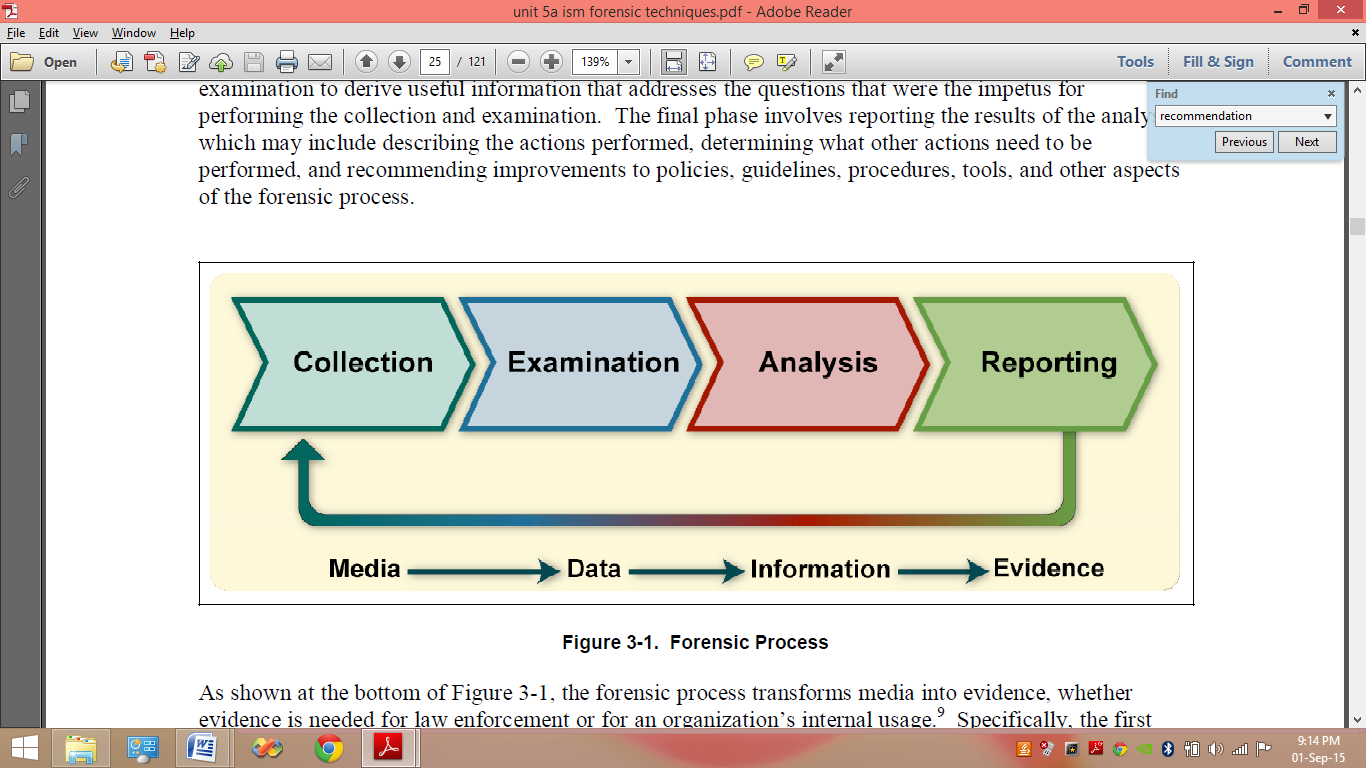 unit 5a ism forensic techniques.pdf - Adobe Reader
File Edit View Window Help
Open 25 / 121 139% Tools Fill & Sign Comment
Find
recommendation
Previous Next
examination to derive useful information that addresses the questions that were the impetus for
performing the collection and examination. The final phase involves reporting the results of the
which may include describing the actions performed, determining what other actions need to be
performed, and recommending improvements to policies, guidelines, procedures, tools, and other aspects
of the forensic process.
Collection Examination Analysis Reporting
Media Data Information Evidence
Figure 3-1. Forensic Process
As shown at the bottom of Figure 3-1, the forensic process transforms media into evidence, whether
evidence is needed for law enforcement or for an organization's internal usage.9 Specifically, the first
9:14 PM
01-Sep-15